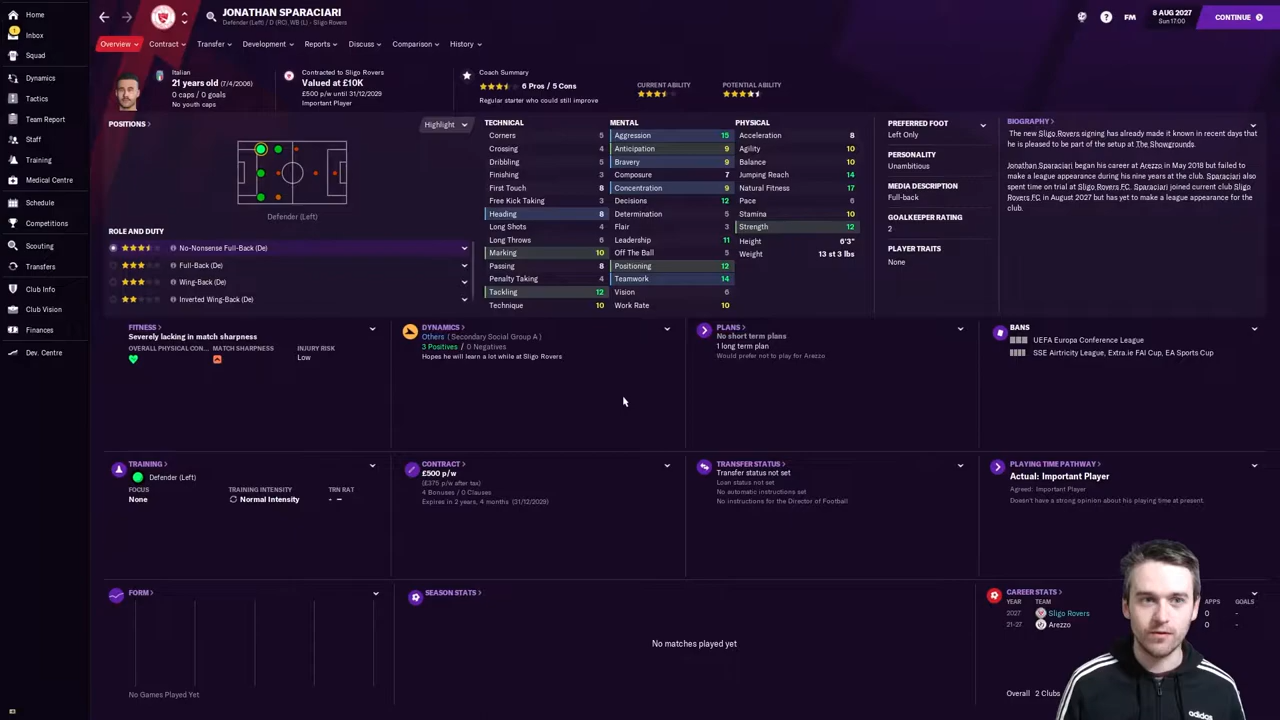 Home
Inbox
1
Squad
Dynamics
Tactics
Team Report
Staff
Training
Medical Centre
Schedule
Competitions
Scouting
Transfers
Club Info
Club Vision
Finances
Dev. Centre
JONATHAN SPARACIARI
Defender (Left) / D (RC), WB (L) - Sligo Rovers
FM
8 AUG 2027
Sun 17:00
CONTINUE
Overview
Contract
Transfer
Development
Reports
Discuss
Comparison
History
Italian
21 years old (7/4/2006)
0 caps / 0 goals
No youth caps
Contracted to Sligo Rovers
Valued at £10K
£500 p/w until 31/12/2029
Important Player
Coach Summary
6 Pros / 5 Cons
Regular starter who could still improve
CURRENT ABILITY
POTENTIAL ABILITY
POSITIONS
Highlight
Defender (Left)
ROLE AND DUTY
No-Nonsense Full-Back (De)
Full-Back (De)
Wing-Back (De)
Inverted Wing-Back (De)
TECHNICAL
Corners 5
Crossing 4
Dribbling 5
Finishing 3
First Touch 8
Free Kick Taking 3
Heading 8
Long Shots 4
Long Throws 6
Marking 10
Passing 8
Penalty Taking 4
Tackling 12
Technique 10
MENTAL
Aggression 15
Anticipation 9
Bravery 9
Composure 7
Concentration 9
Decisions 12
Determination 5
Flair 3
Leadership 11
Off The Ball 5
Positioning 12
Teamwork 14
Vision 6
Work Rate 10
PHYSICAL
Acceleration 8
Agility 10
Balance 10
Jumping Reach 14
Natural Fitness 17
Pace 6
Stamina 10
Strength 12
Height 6'3"
Weight 13 st 3 lbs
PREFERRED FOOT
Left Only
PERSONALITY
Unambitious
MEDIA DESCRIPTION
Full-back
GOALKEEPER RATING
2
PLAYER TRAITS
None
BIOGRAPHY
The new Sligo Rovers signing has already made it known in recent days that
he is pleased to be part of the setup at The Showgrounds.
Jonathan Sparaciari began his career at Arezzo in May 2018 but failed to
make a league appearance during his nine years at the club. Sparaciari also
spent time on trial at Sligo Rovers FC. Sparaciari joined current club Sligo
Rovers FC in August 2027 but has yet to make a league appearance for the
club.
FITNESS
Severely lacking in match sharpness
OVERALL PHYSICAL CON...
MATCH SHARPNESS
INJURY RISK
Low
DYNAMICS
Others (Secondary Social Group A)
3 Positives / 0 Negatives
Hopes he will learn a lot while at Sligo Rovers
PLANS
No short term plans
1 long term plan
Would prefer not to play for Arezzo
BANS
UEFA Europa Conference League
SSE Airtricity League, Extra.ie FAI Cup, EA Sports Cup
TRAINING
Defender (Left)
FOCUS
None
TRAINING INTENSITY
Normal Intensity
TRN RAT
- -
CONTRACT
£500 p/w
(£375 p/w after tax)
4 Bonuses / 0 Clauses
Expires in 2 years, 4 months (31/12/2029)
TRANSFER STATUS
Transfer status not set
Loan status not set
No automatic instructions set
No instructions for the Director of Football
PLAYING TIME PATHWAY
Actual: Important Player
Agreed: Important Player
Doesn't have a strong opinion about his playing time at present.
FORM
No Games Played Yet
SEASON STATS
No matches played yet
CAREER STATS
YEAR TEAM APPS GOALS
2027 Sligo Rovers 0 -
21-27 Arezzo 0 -
Overall 2 Clubs
adidas